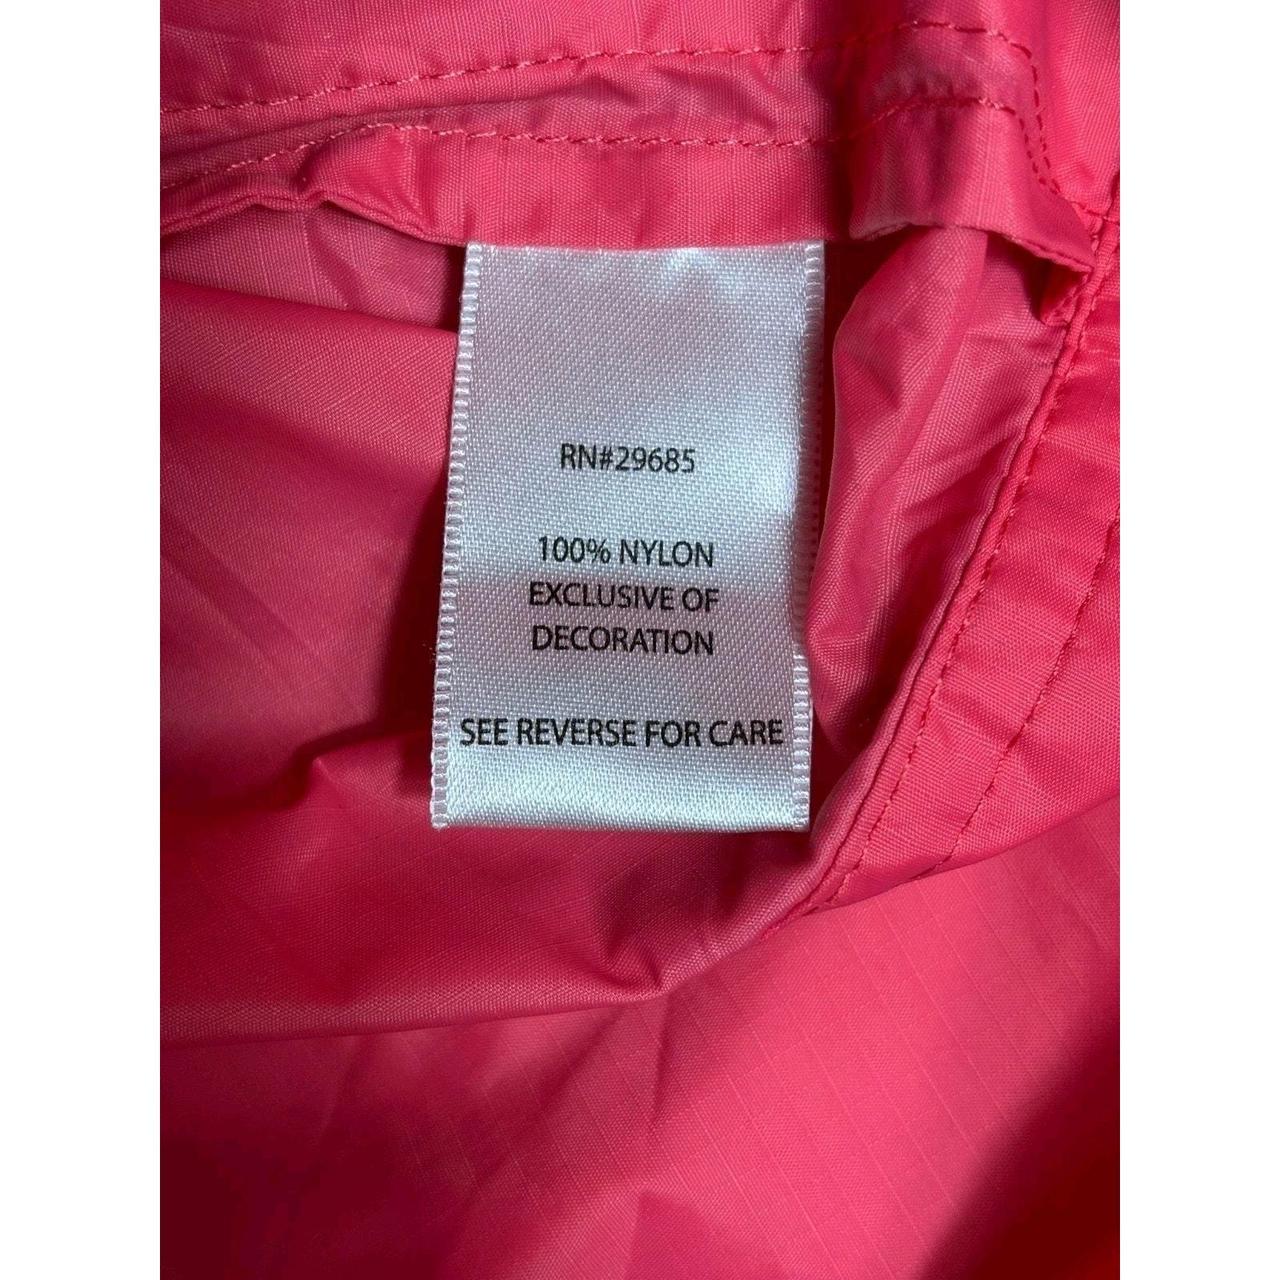 RN#29685
100% NYLON
EXCLUSIVE OF
DECORATION
SEE REVERSE FOR CARE